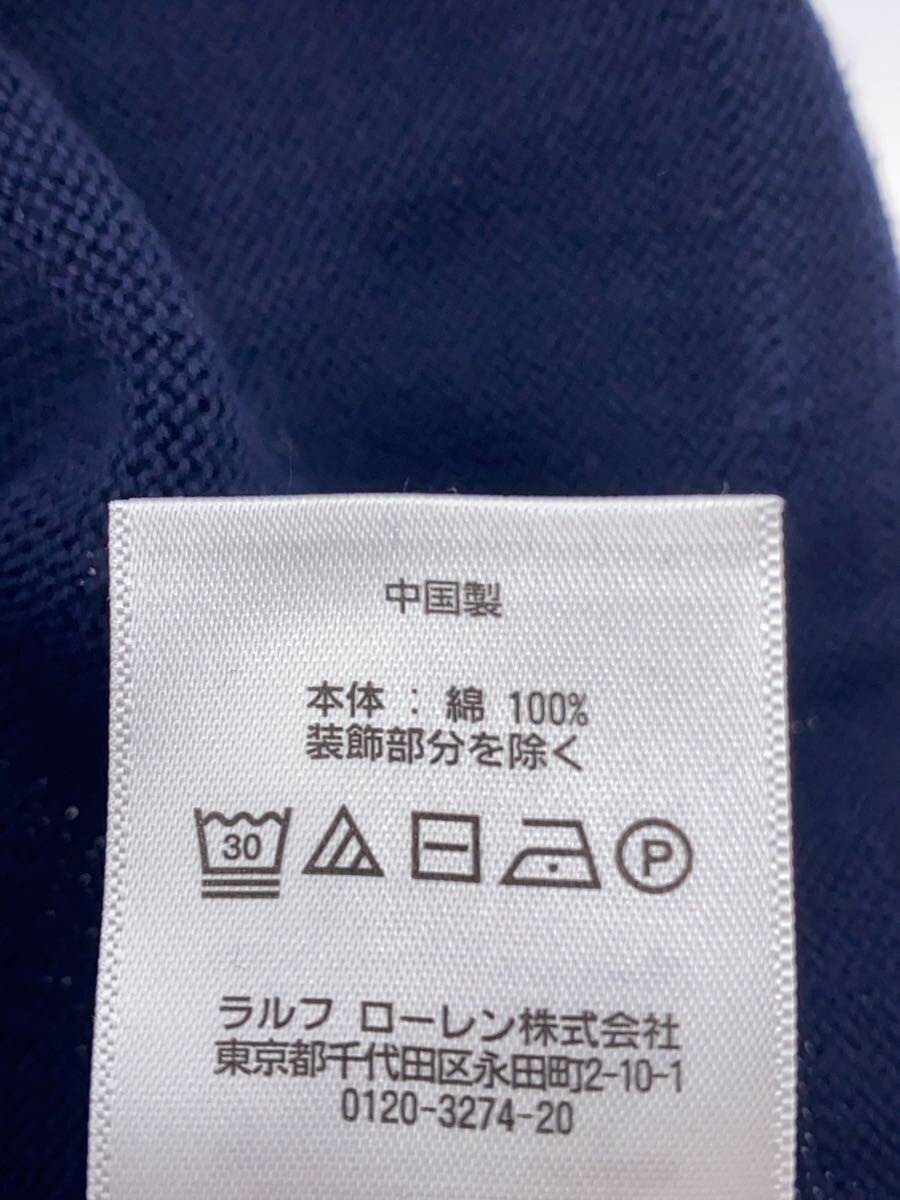 中国製
本体 : 綿 100%
装飾部分を除く
30 P
ラルフ ローレン株式会社
東京都千代田区永田町2-10-1
0120-3274-20